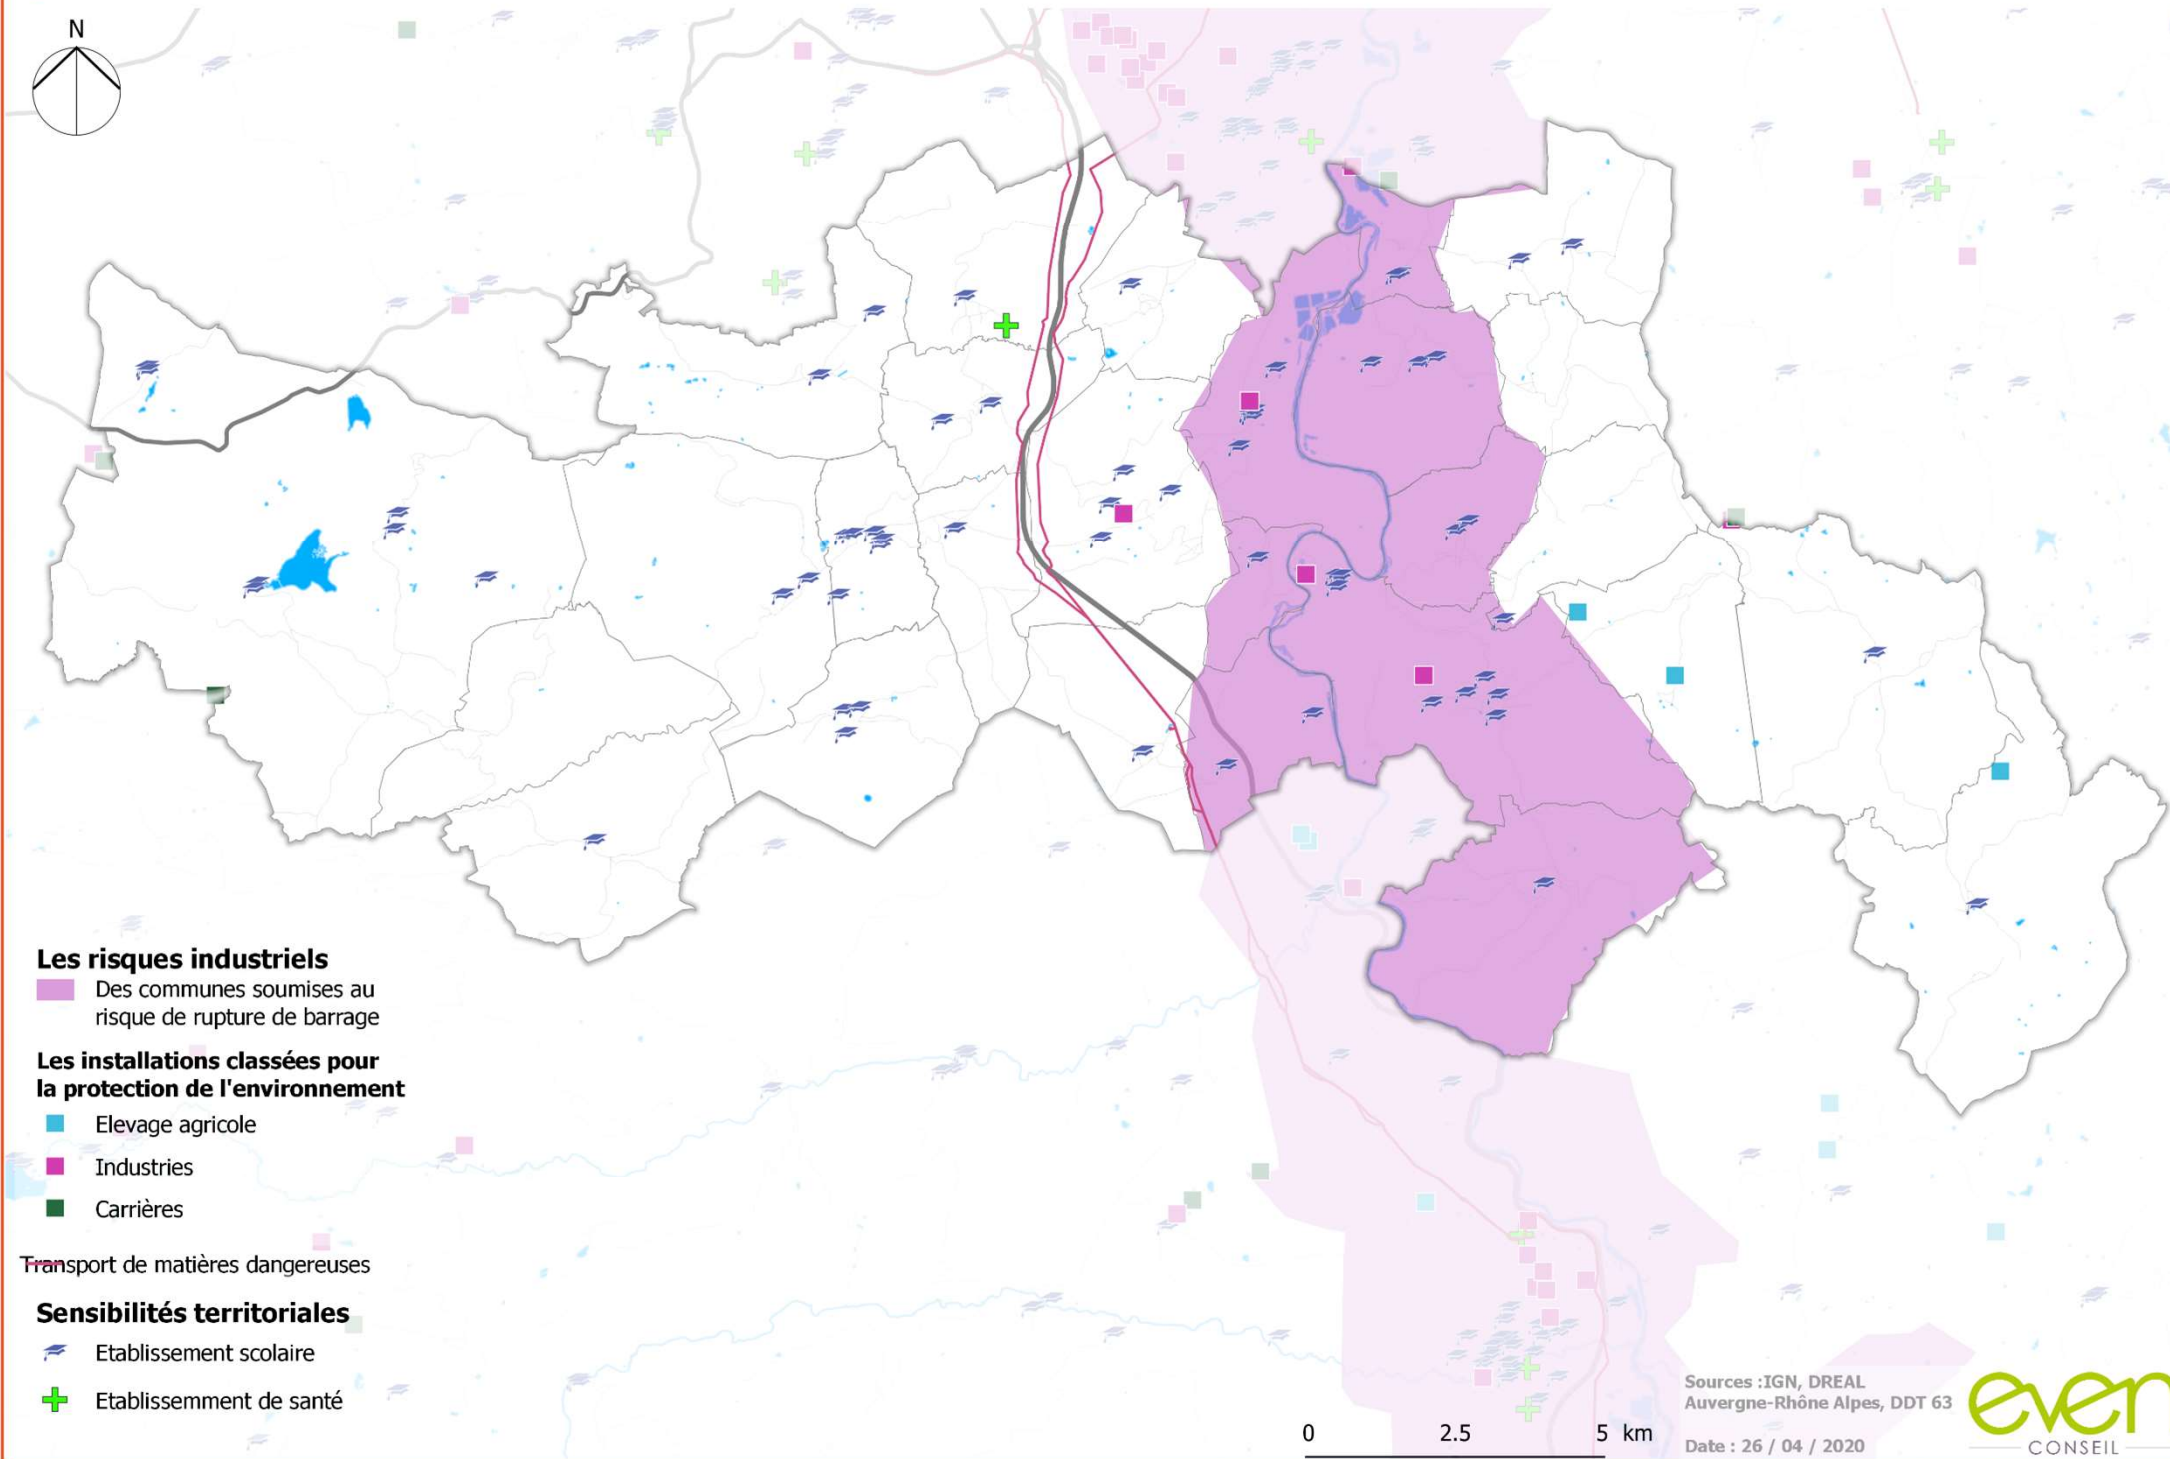 N
Les risques industriels
Des communes soumises au
risque de rupture de barrage
Les installations classées pour
la protection de l'environnement
Elevage agricole
Industries
Carrières
Transport de matières dangereuses
Sensibilités territoriales
Etablissement scolaire
Etablissemment de santé
0 2.5 5 km
Sources :IGN, DREAL
Auvergne-Rhône Alpes, DDT 63
Date : 26 / 04 / 2020
even
CONSEIL